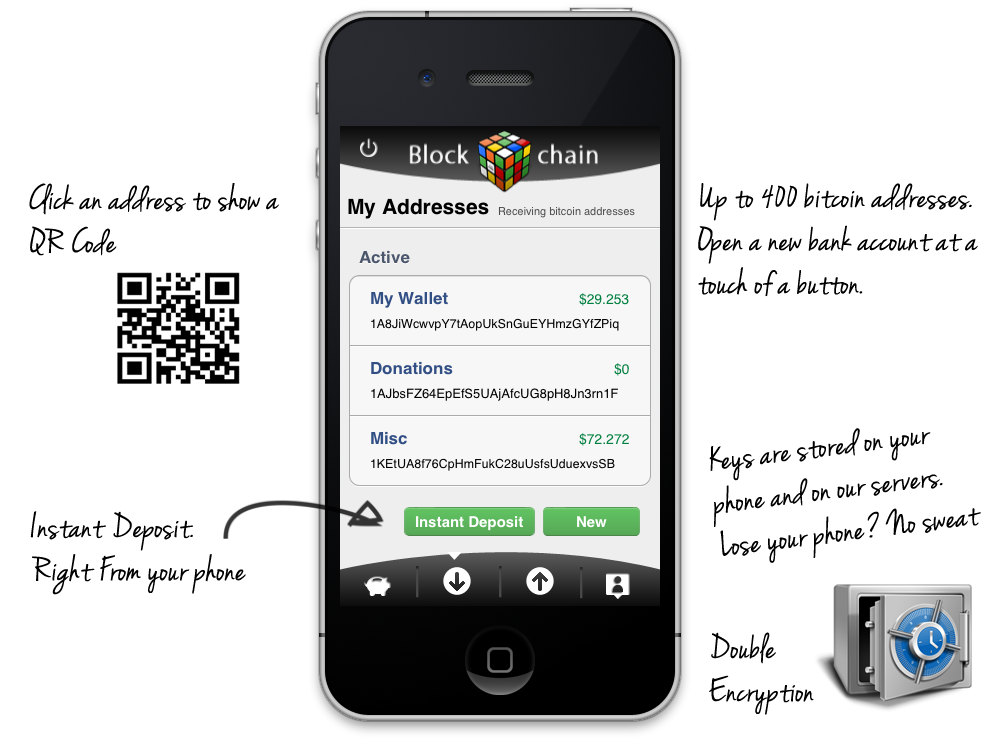 Click an address to show a
QR Code
Instant Deposit.
Right From your phone
Block chain
My Addresses Receiving bitcoin addresses
Active
My Wallet $29.253
1A8JiWcwvpY7tAopUkSnGuEYHmzGYfZPiq
Donations $0
1AJbsFZ64EpEfS5UAjAfcUG8pH8Jn3rn1F
Misc $72.272
1KEtUA8f76CpHmFukC28uUsfsUduexvsSB
Instant Deposit New
Up to 400 bitcoin addresses.
Open a new bank account at a
touch of a button.
Keys are stored on your
phone and on our servers.
Lose your phone? No sweat
Double
Encryption